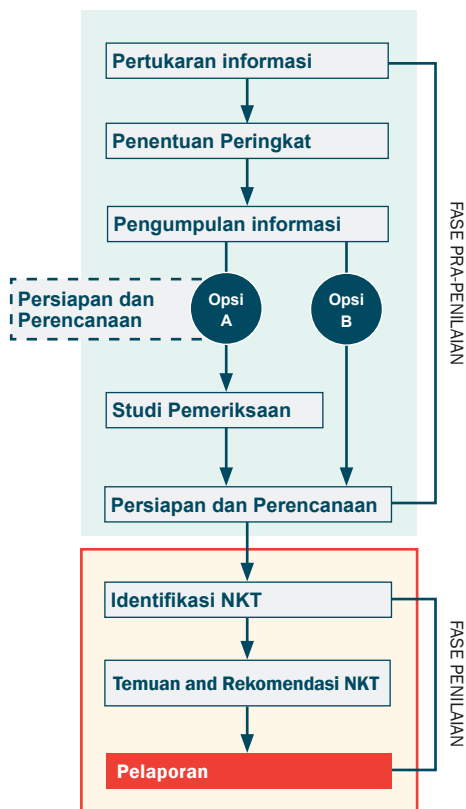 Pertukaran informasi
Penentuan Peringkat
Pengumpulan informasi
Persiapan dan
Perencanaan
Opsi
A
Opsi
B
Studi Pemeriksaan
Persiapan dan Perencanaan
FASE PRA-PENILAIAN
Identifikasi NKT
Temuan and Rekomendasi NKT
Pelaporan
FASE PENILAIAN